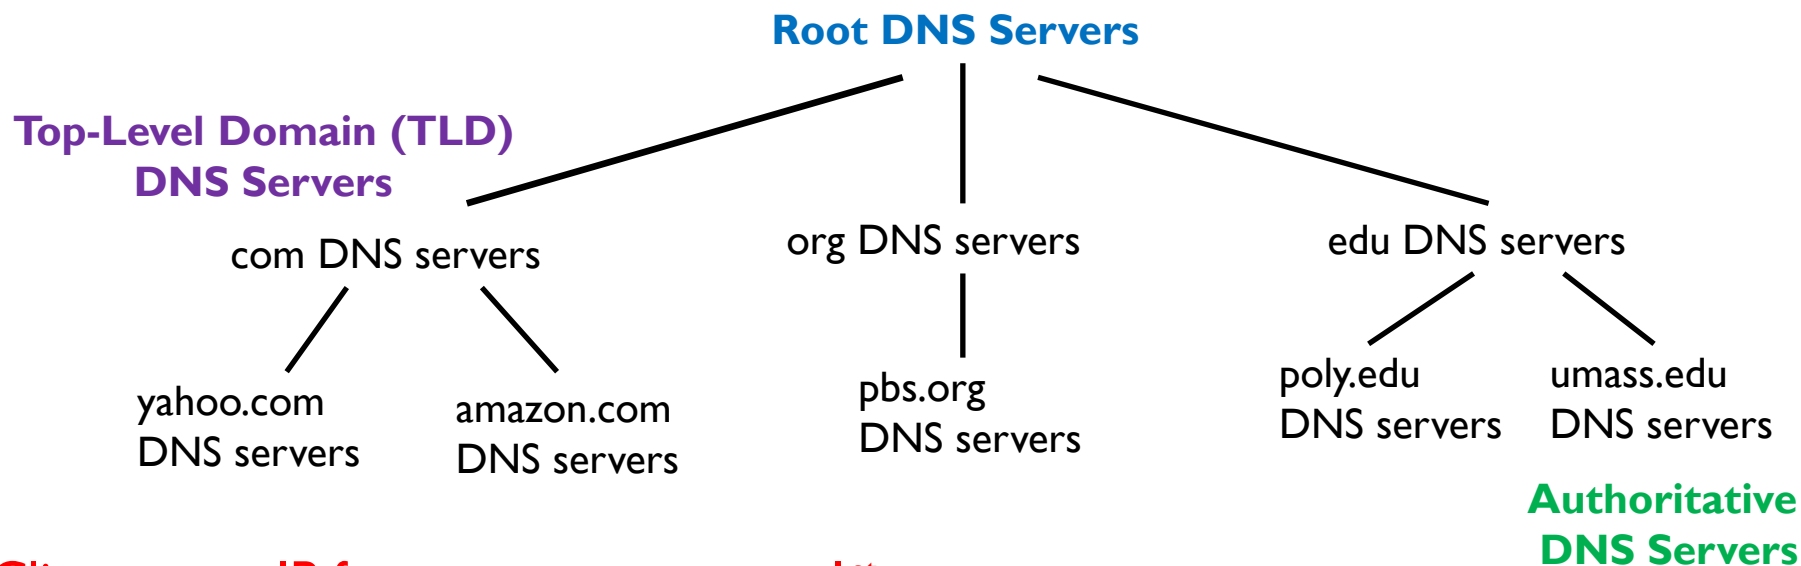 Root DNS Servers
Top-Level Domain (TLD)
DNS Servers
com DNS servers
org DNS servers
edu DNS servers
yahoo.com
DNS servers
amazon.com
DNS servers
pbs.org
DNS servers
poly.edu
DNS servers
umass.edu
DNS servers
Authoritative
DNS Servers